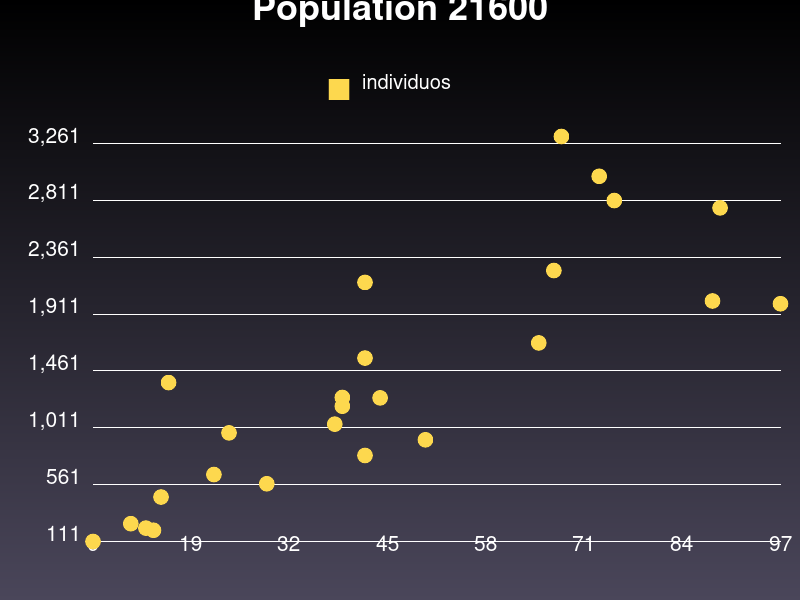 Population 21600
individuos
3,261
2,811
2,361
1,911
1,461
1,011
561
111
19 32 45 58 71 84 97